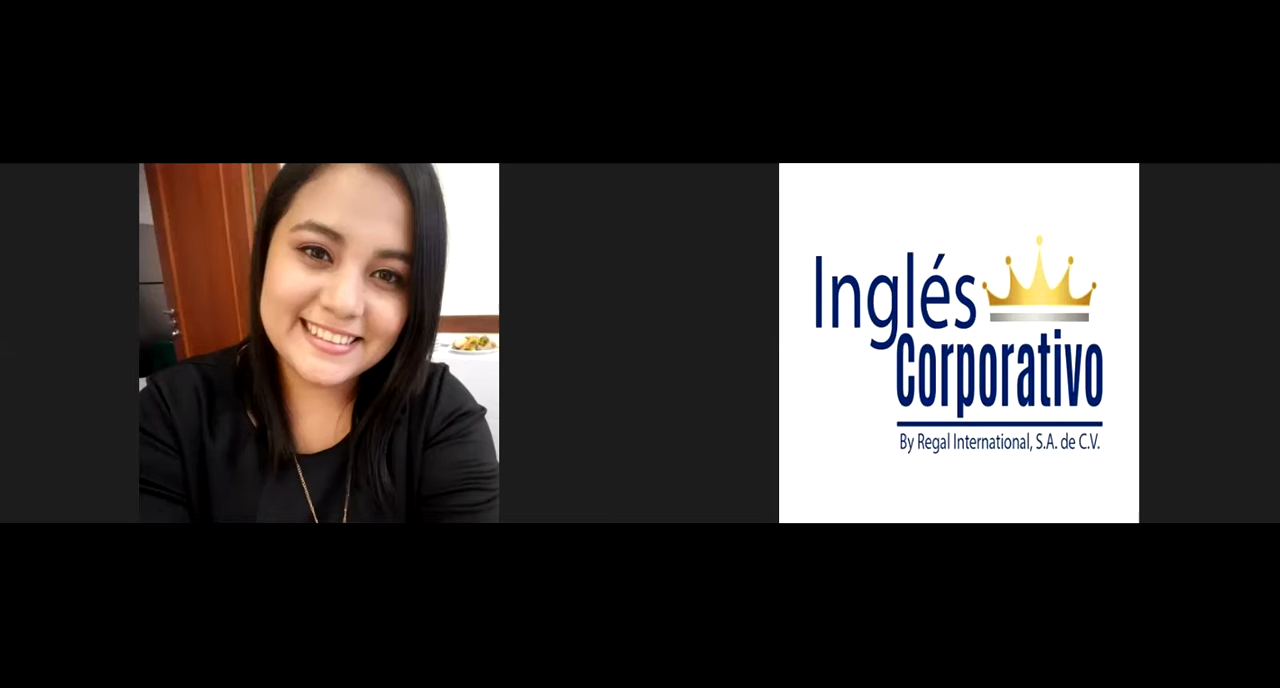 Inglés
Corporativo
By Regal International, S.A. de C.V.